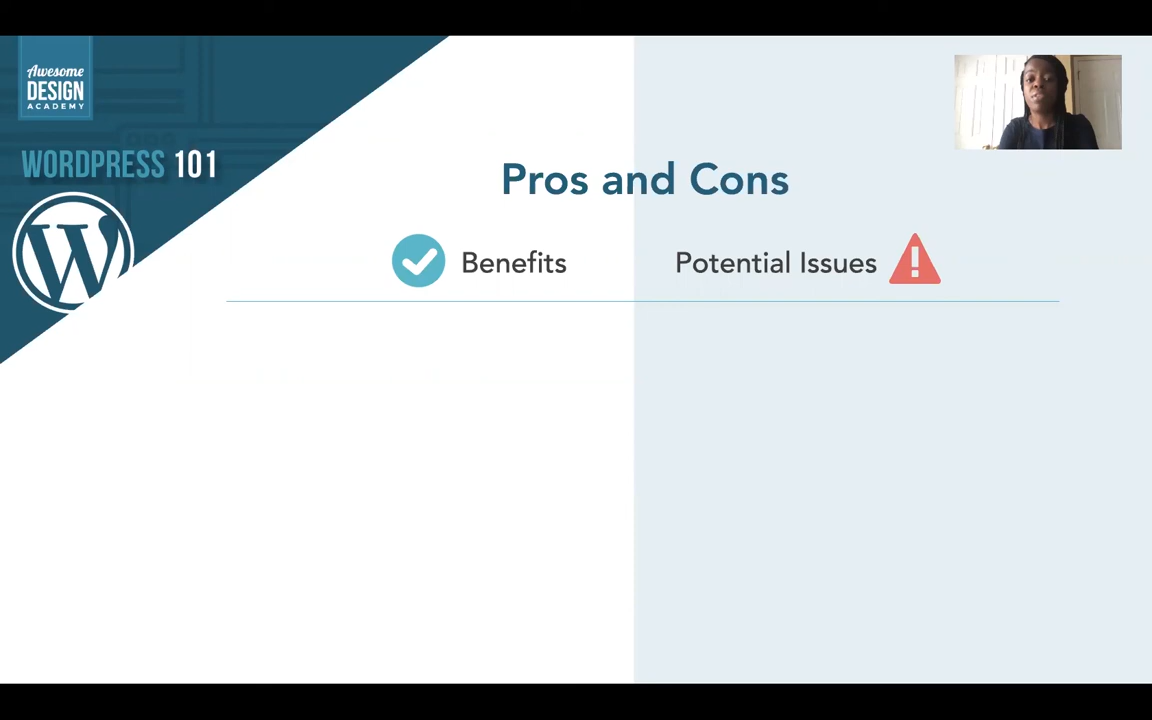 Awesome
DESIGN
ACADEMY
WORDPRESS 101
Pros and Cons
Benefits
Potential Issues